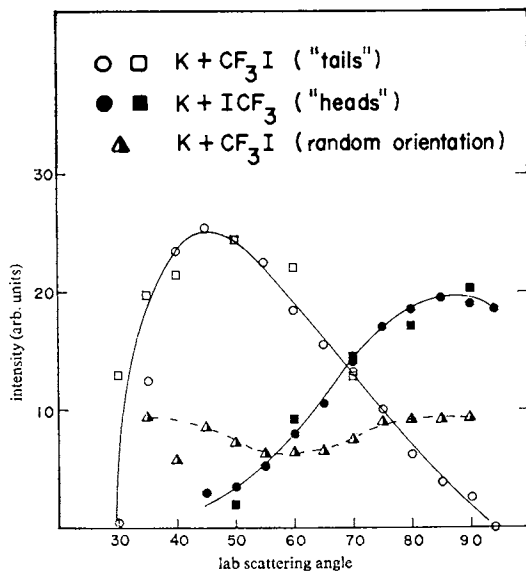 K + CF3I ("tails")
K + ICF3 ("heads")
K + CF3I (random orientation)
30
20
10
intensity (arb. units)
30 40 50 60 70 80 90
lab scattering angle